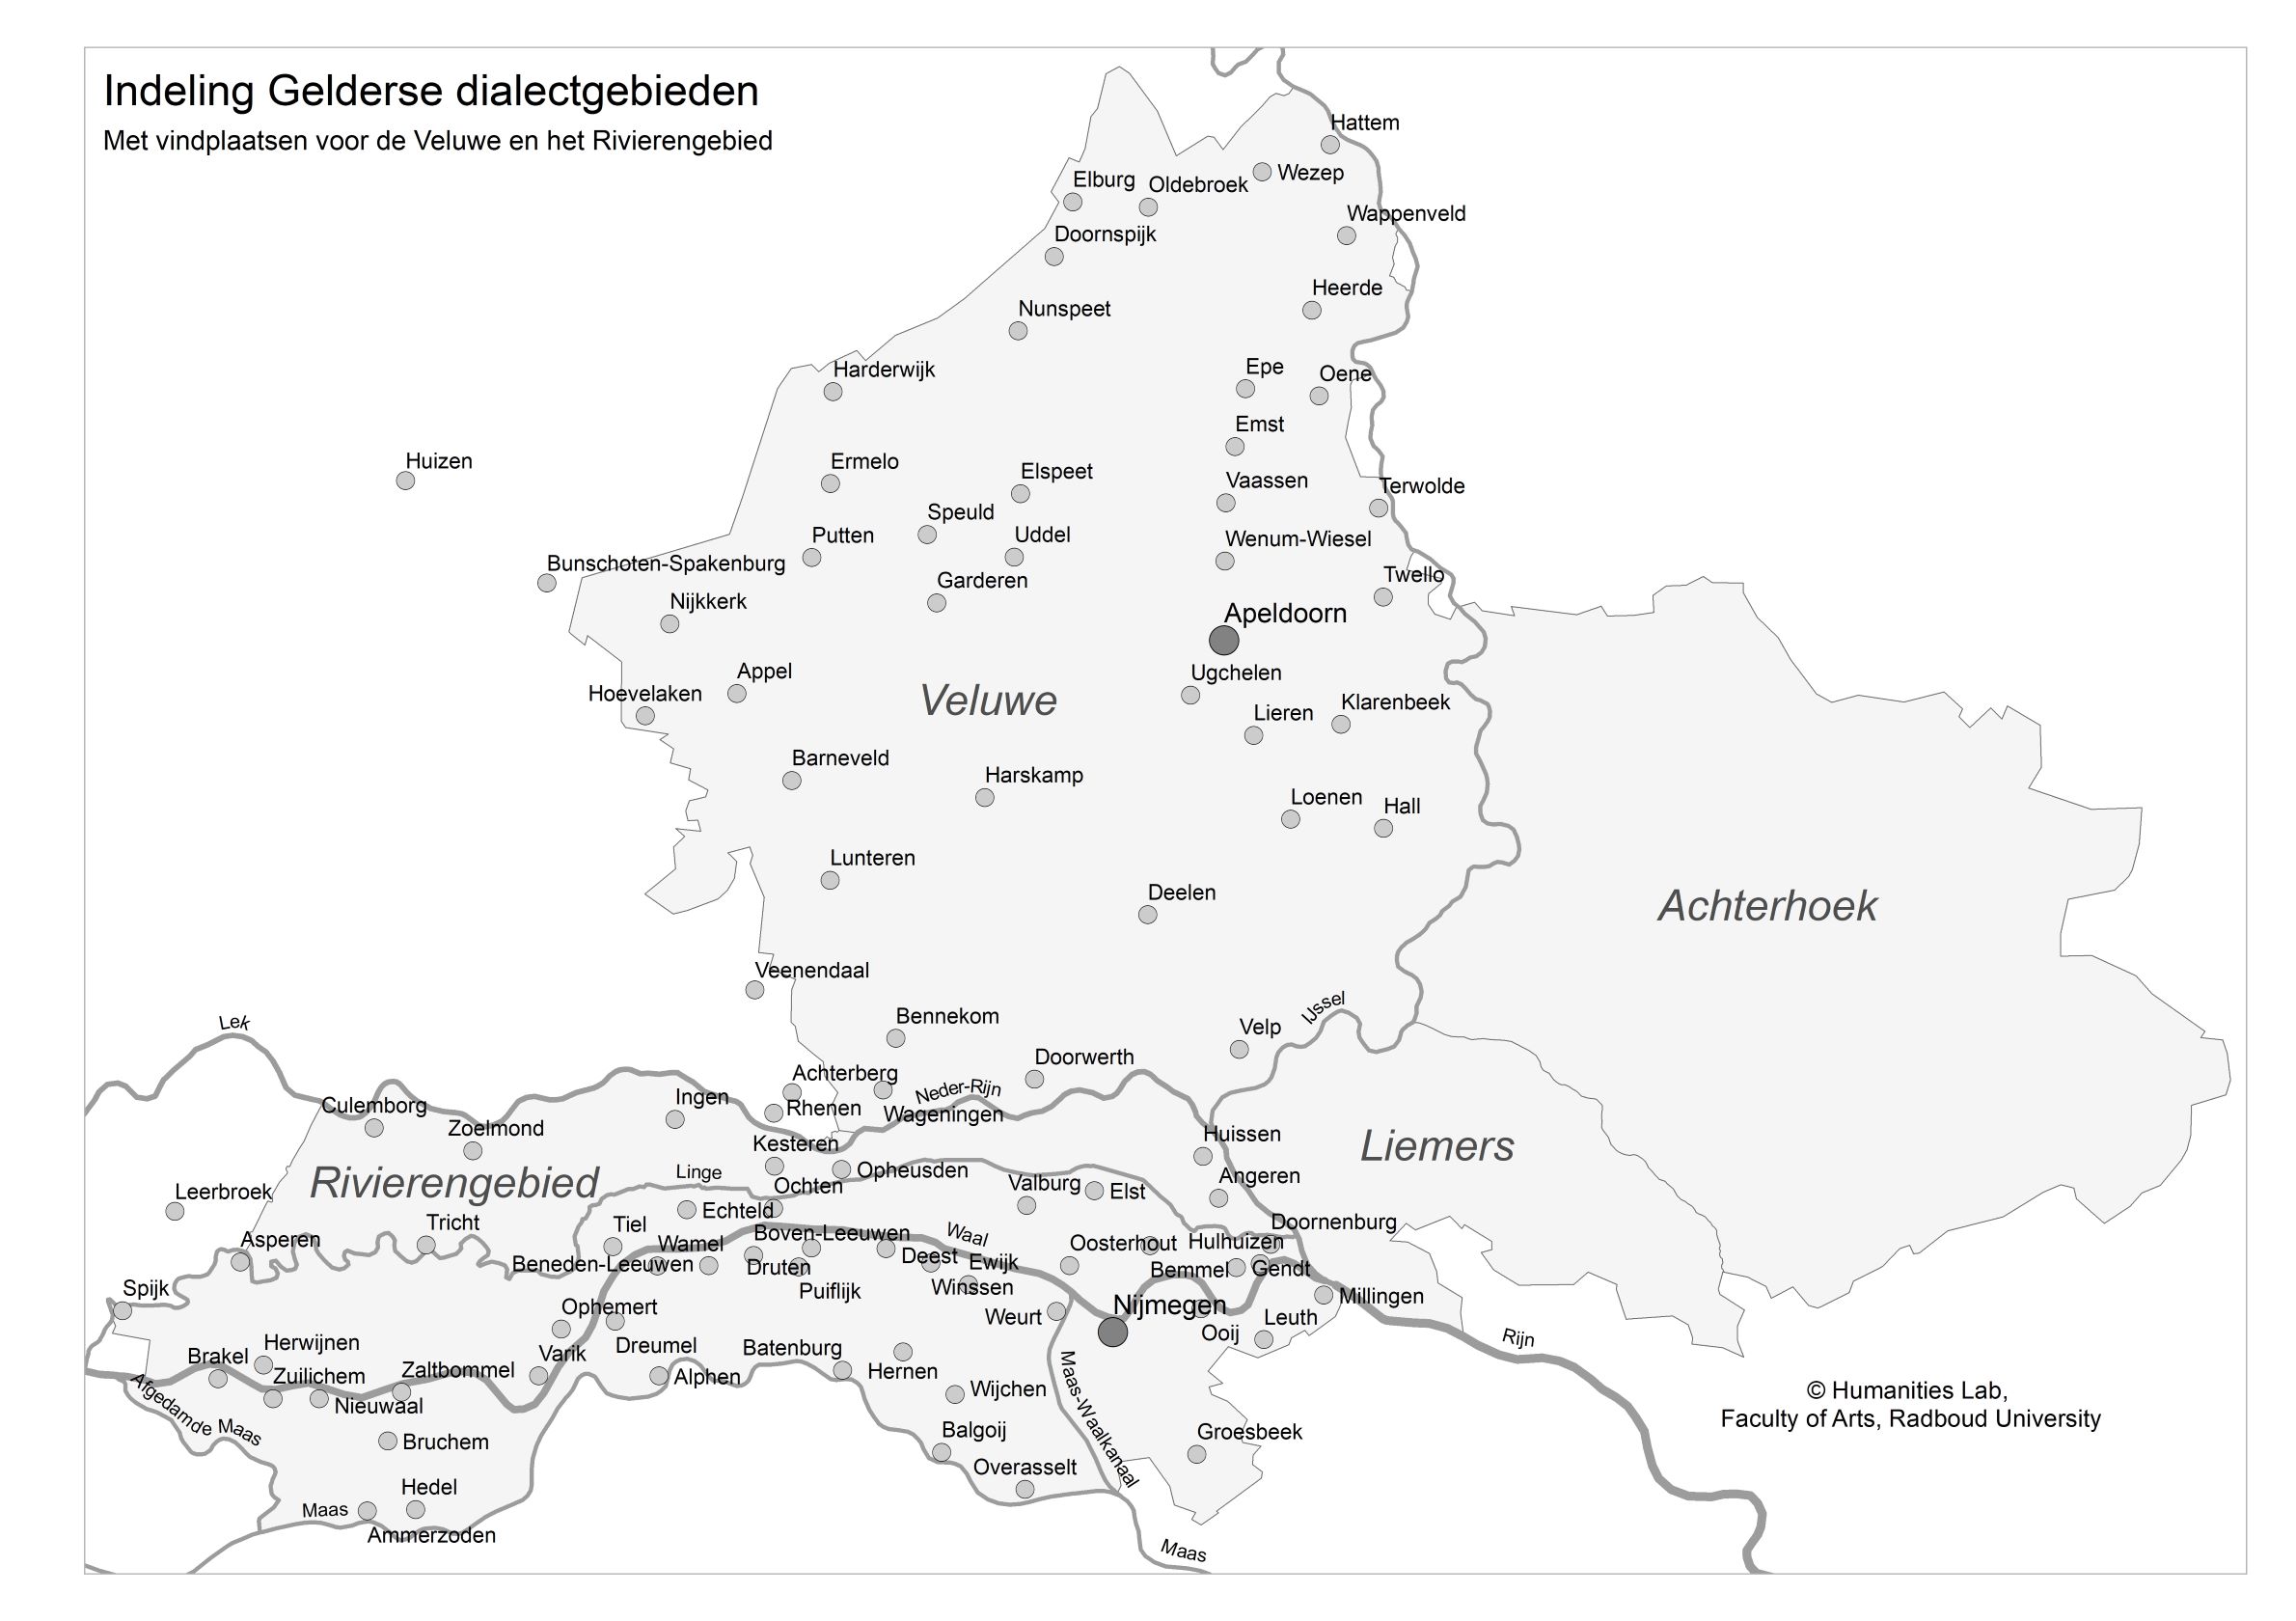 Indeling Gelderse dialectgebieden
Met vindplaatsen voor de Veluwe en het Rivierengebied
Hattem
Wezep
Elburg
Oldebroek
Wappenveld
Doornspijk
Heerde
Nunspeet
Epe
Harderwijk
Oene
Emst
Huizen
Ermelo
Elspeet
Vaassen
Terwolde
Speuld
Putten
Uddel
Wenum-Wiesel
Bunschoten-Spakenburg
Twello
Garderen
Nijkkerk
Apeldoorn
Appel
Ugchelen
Hoevelaken
Veluwe
Klarenbeek
Lieren
Barneveld
Harskamp
Loenen
Hall
Lunteren
Deelen
Achterhoek
Veenendaal
IJssel
Bennekom
Lek
Velp
Doorwerth
Achterberg
Neder-Rijn
Ingen
Culemborg
Rhenen
Wageningen
Zoelmond
Huissen
Kesteren
Liemers
Linge
Opheusden
Angeren
Rivierengebied
Ochten
Valburg
Elst
Leerbroek
Echteld
Tricht
Tiel
Doornenburg
Asperen
Wamel
Boven-Leeuwen
Waal
Oosterhout
Hulhuizen
Beneden-Leeuwen
Druten
Deest
Ewijk
Bemmel
Gendt
Spijk
Puiflijk
Winssen
Millingen
Ophemert
Weurt
Nijmegen
Leuth
Ooij
Rijn
Herwijnen
Dreumel
Batenburg
Brakel
Varik
Hernen
Zuilichem
Zaltbommel
Alphen
Wijchen
Maas-Waalkanaal
© Humanities Lab,
Faculty of Arts, Radboud University
Nieuwaal
Afgedamde Maas
Bruchem
Balgoij
Groesbeek
Overasselt
Hedel
Maas
Ammerzoden
Maas